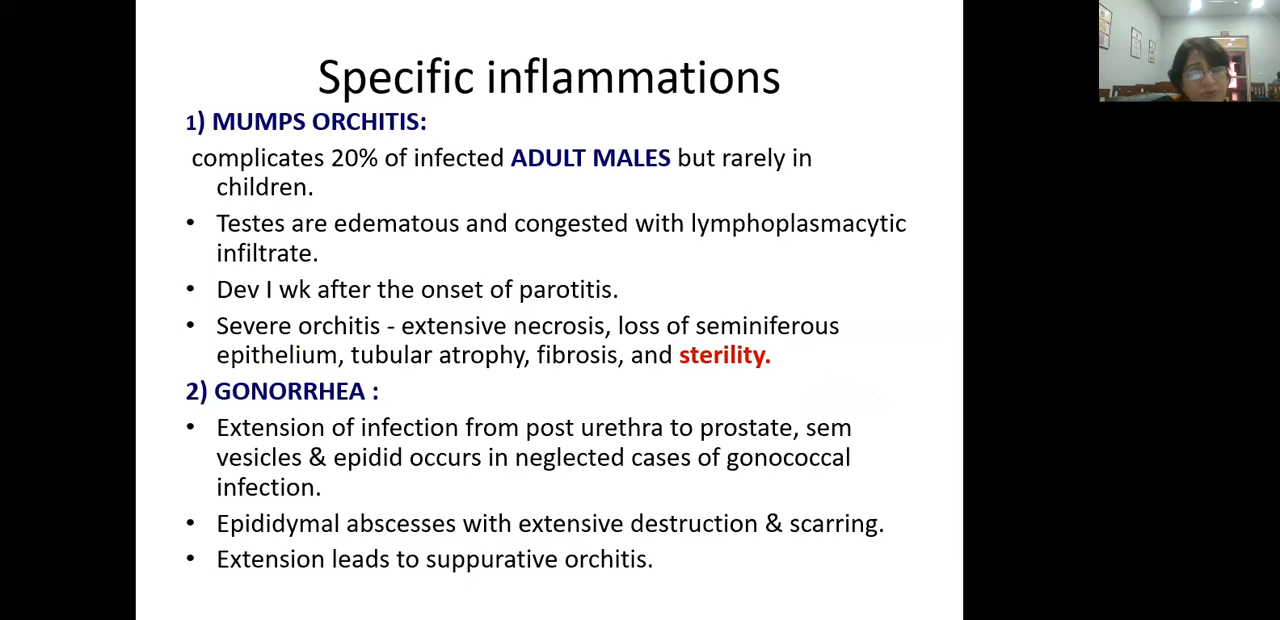 Specific inflammations
1) MUMPS ORCHITIS:
complicates 20% of infected ADULT MALES but rarely in
children.
• Testes are edematous and congested with lymphoplasmacytic
infiltrate.
• Dev I wk after the onset of parotitis.
• Severe orchitis - extensive necrosis, loss of seminiferous
epithelium, tubular atrophy, fibrosis, and sterility.
2) GONORRHEA :
• Extension of infection from post urethra to prostate, sem
vesicles & epidid occurs in neglected cases of gonococcal
infection.
• Epididymal abscesses with extensive destruction & scarring.
• Extension leads to suppurative orchitis.